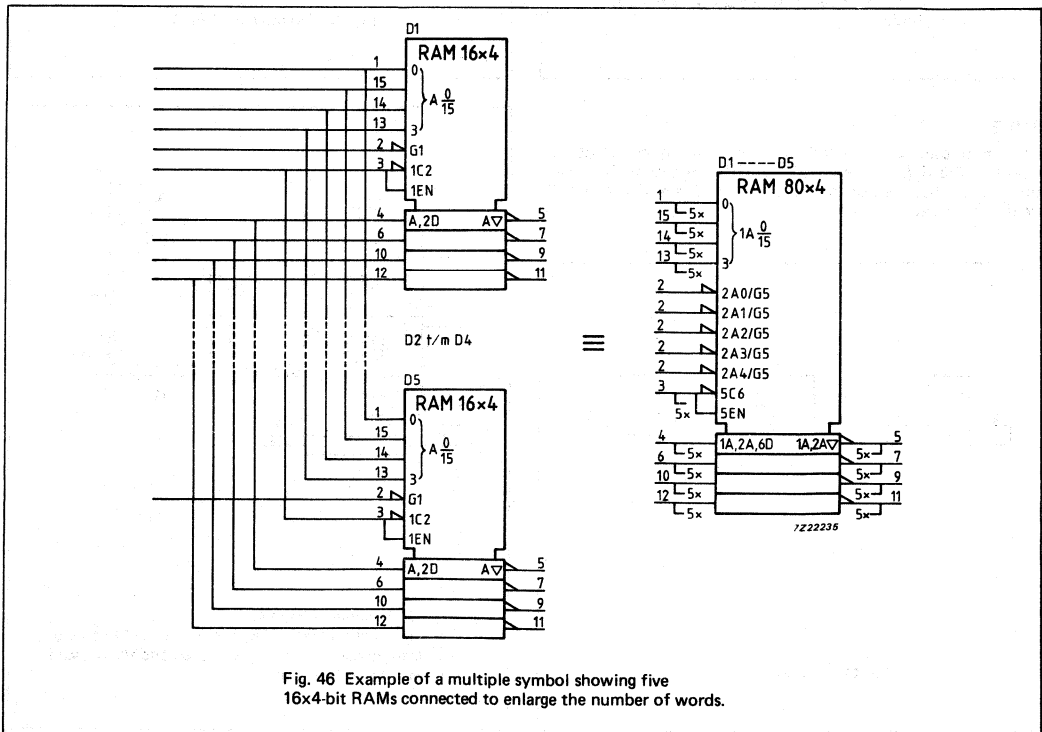 D1
RAM 16x4
1 0
15
14 A 0/15
13 3
2 G1
3 1C2
1EN
4 A,2D A▽ 5
6 7
10 9
12 11
D2 t/m D4
D5
RAM 16x4
1 0
15
14 A 0/15
13 3
2 G1
3 1C2
1EN
4 A,2D A▽ 5
6 7
10 9
12 11
≡
D1----D5
RAM 80x4
1 0
5x
15
5x 1A 0/15
14
5x
13 3
5x
2 2A0/G5
2 2A1/G5
2 2A2/G5
2 2A3/G5
2 2A4/G5
3 5C6
5x 5EN
4 1A,2A,6D 1A,2A▽ 5
5x 5x
6 7
5x 5x
10 9
5x 5x
12 11
5x 5x
7Z22235
Fig. 46 Example of a multiple symbol showing five
16x4-bit RAMs connected to enlarge the number of words.